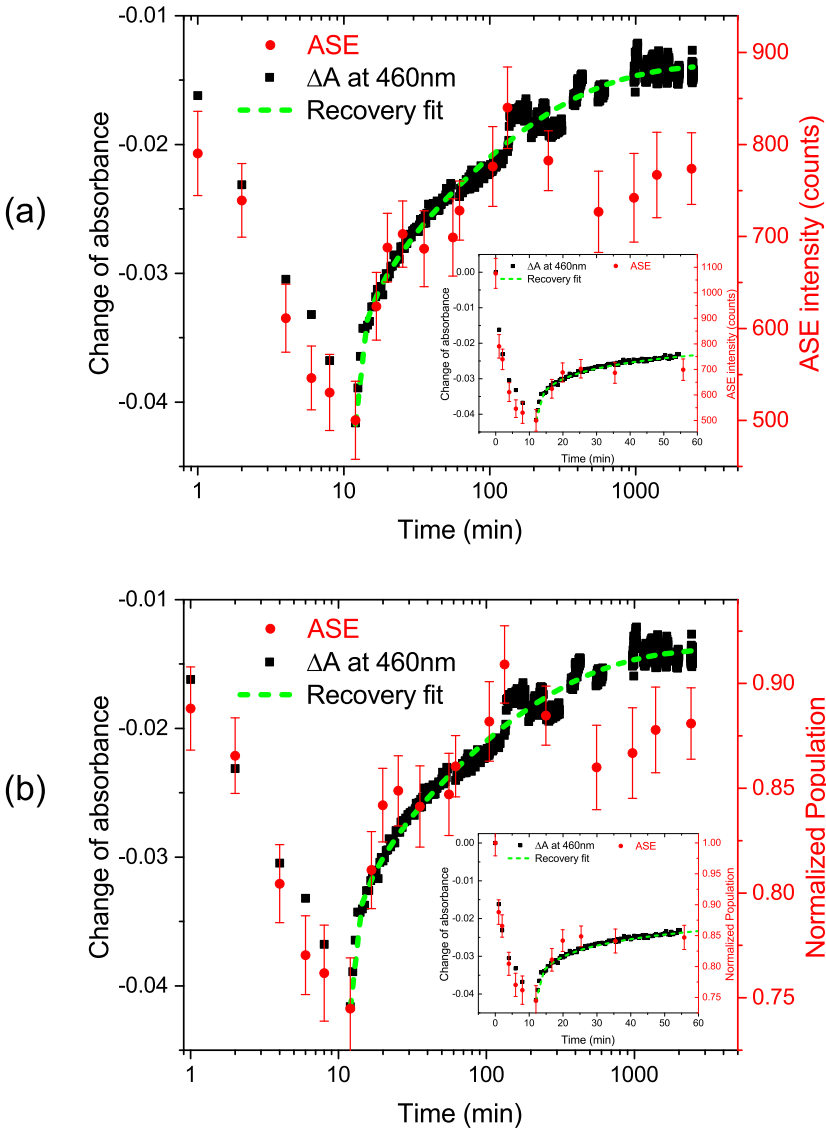 (a)
-0.01
-0.02
-0.03
-0.04
Change of absorbance
ASE
ΔA at 460nm
Recovery fit
900
800
700
600
500
ASE intensity (counts)
1
10
100
1000
Time (min)
0.00
-0.01
-0.02
-0.03
-0.04
Change of absorbance
ΔA at 460nm
ASE
Recovery fit
1100
1000
900
800
700
600
500
ASE intensity (counts)
0
10
20
30
40
50
60
Time (min)
(b)
-0.01
-0.02
-0.03
-0.04
Change of absorbance
ASE
ΔA at 460nm
Recovery fit
0.90
0.85
0.80
0.75
Normalized Population
1
10
100
1000
Time (min)
0.00
-0.01
-0.02
-0.03
-0.04
Change of absorbance
ΔA at 460nm
ASE
Recovery fit
1.00
0.95
0.90
0.85
0.80
0.75
Normalized Population
0
10
20
30
40
50
60
Time (min)